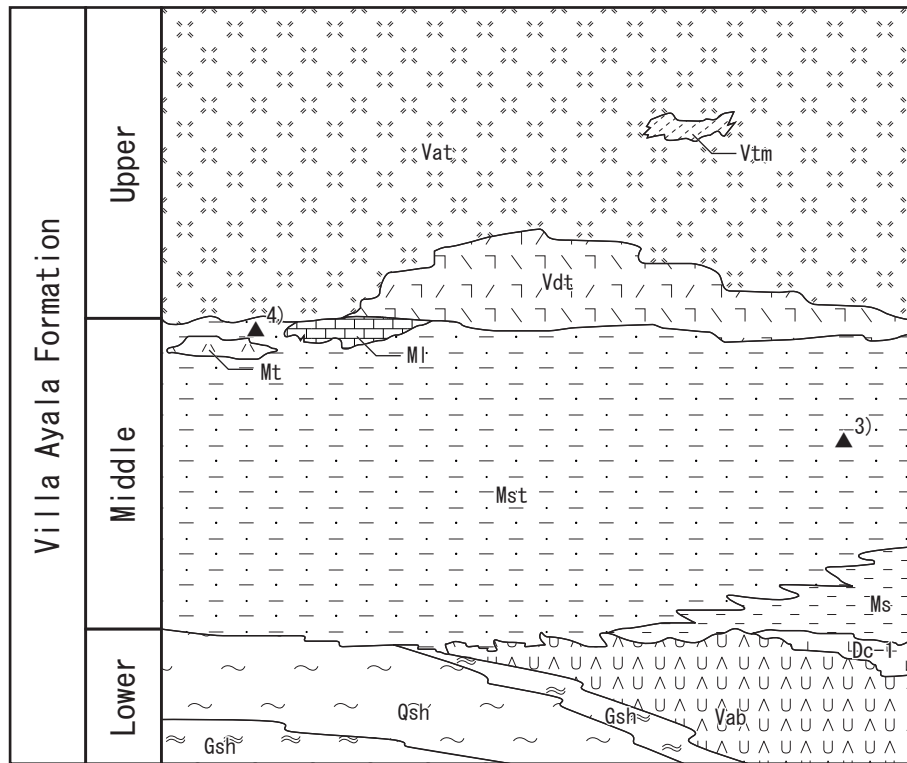 Villa Ayala Formation
Upper
Middle
Lower
Vat
Vtm
Vdt
4)
Mt
Ml
3)
Mst
Ms
Dc-1
Qsh
Gsh
Vab
Gsh